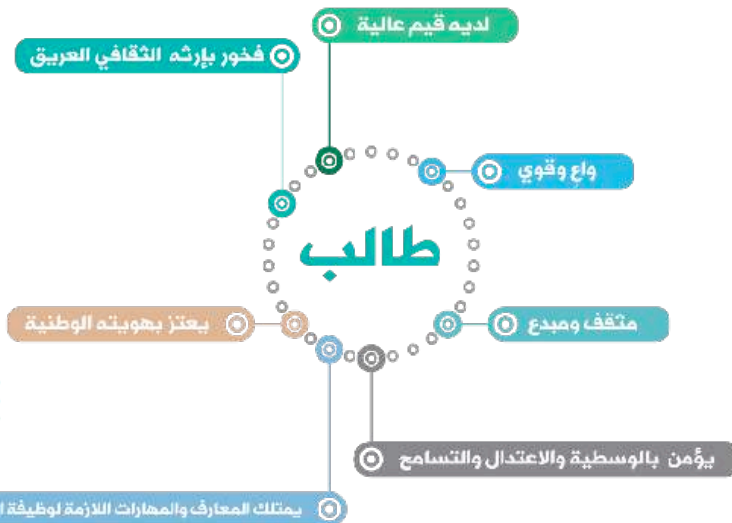 لديه قيم عالية
فخور بإرثه الثقافي العريق
واعٍ وقوي
طالب
يعتز بهويته الوطنية
مثقف ومبدع
يؤمن بالوسطية والاعتدال والتسامح
يمتلك المعارف والمهارات اللازمة لوظيفة